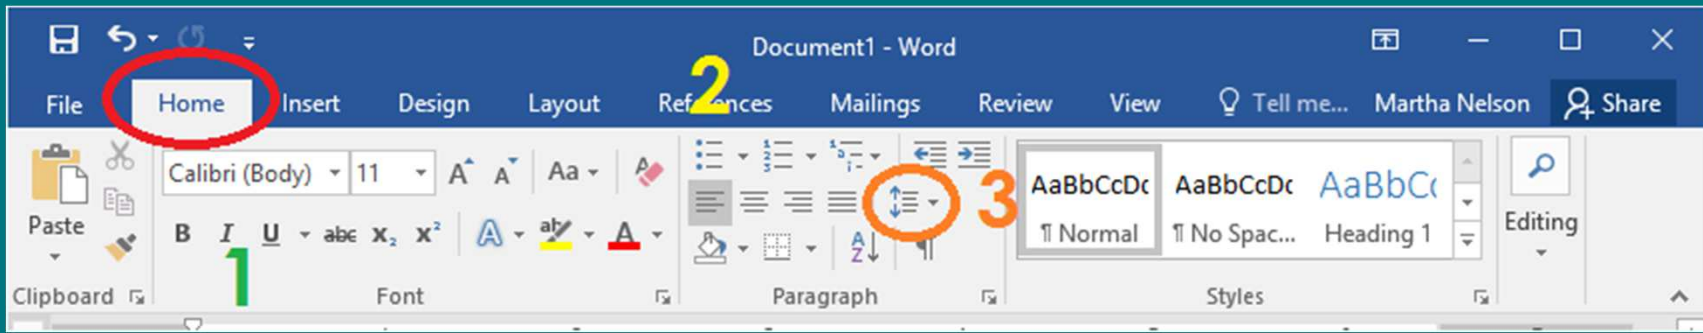 Document1 - Word
2
File Home Insert Design Layout References Mailings Review View Tell me... Martha Nelson Share
Calibri (Body) 11 A A Aa A
AaBbCcDc AaBbCcDc AaBbCc
3
Paste
B I U abc x₂ x² A ab A
A
Z
¶ Normal ¶ No Spac... Heading 1
Editing
1
Clipboard Font Paragraph Styles